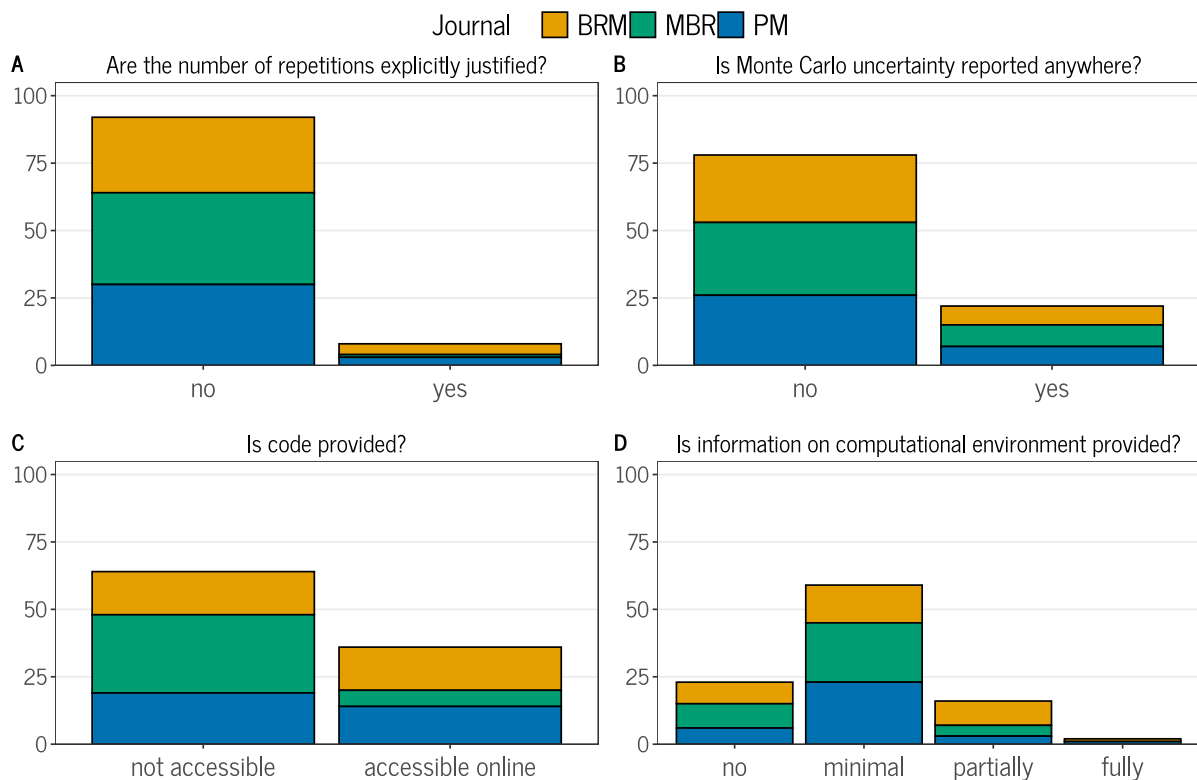 Journal BRM MBR PM
A Are the number of repetitions explicitly justified?
100
75
50
25
0
no yes
B Is Monte Carlo uncertainty reported anywhere?
100
75
50
25
0
no yes
C Is code provided?
100
75
50
25
0
not accessible accessible online
D Is information on computational environment provided?
100
75
50
25
0
no minimal partially fully